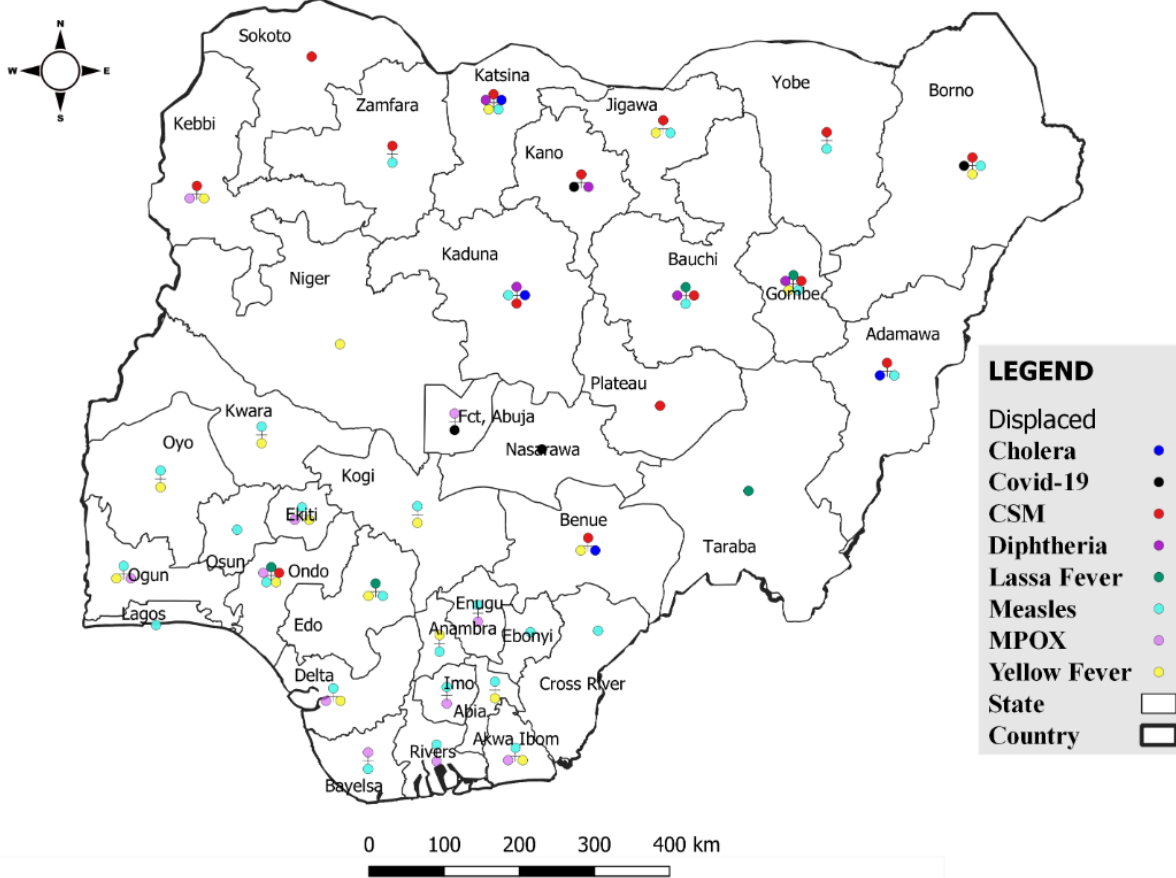 N
W E
S
Sokoto
Katsina
Yobe
Borno
Zamfara
Jigawa
Kebbi
Kano
Kaduna
Bauchi
Niger
Gombe
Adamawa
Plateau
Fct, Abuja
Kwara
Oyo
Nasarawa
Kogi
Ekiti
Benue
Taraba
Osun
Ogun
Ondo
Lagos
Enugu
Edo
Anambra
Ebonyi
Delta
Imo
Cross River
Abia
Akwa Ibom
Rivers
Bayelsa
LEGEND
Displaced
Cholera
Covid-19
CSM
Diphtheria
Lassa Fever
Measles
MPOX
Yellow Fever
State
Country
0 100 200 300 400 km